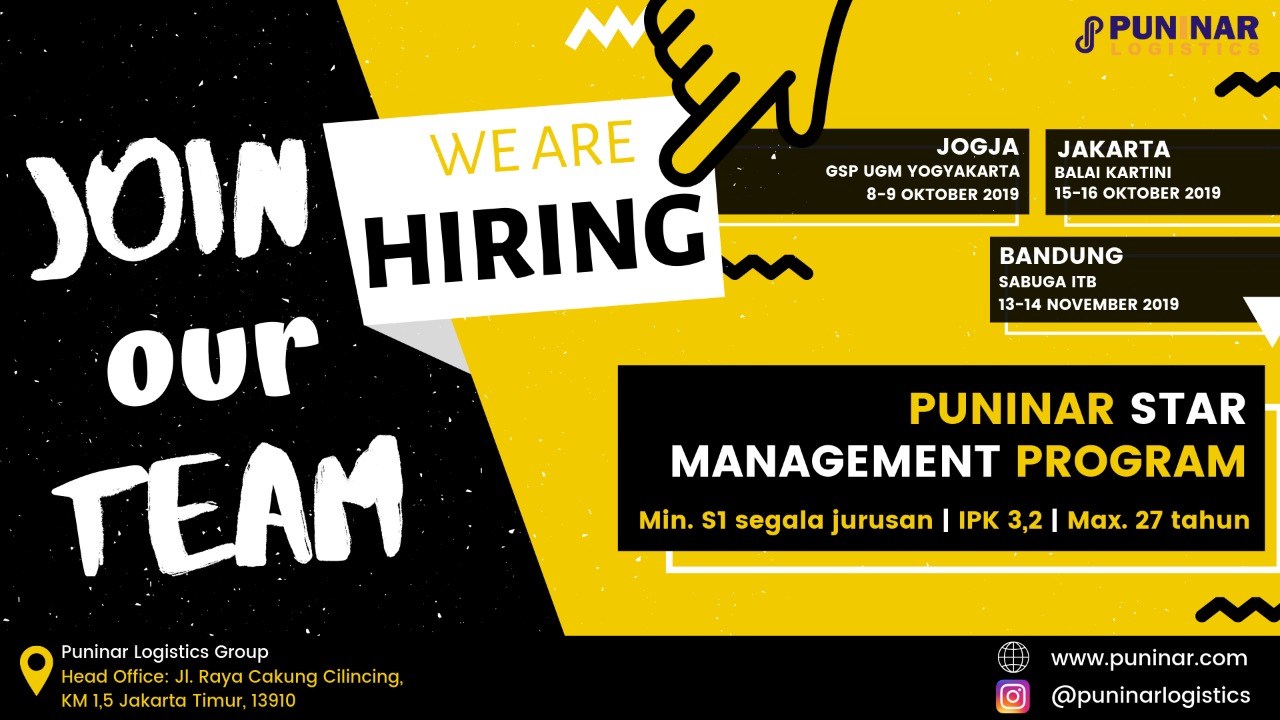 JOIN
our
TEAM
WE ARE
HIRING
PUNINAR
LOGISTICS
JOGJA
GSP UGM YOGYAKARTA
8-9 OKTOBER 2019
JAKARTA
BALAI KARTINI
15-16 OKTOBER 2019
BANDUNG
SABUGA ITB
13-14 NOVEMBER 2019
PUNINAR STAR
MANAGEMENT PROGRAM
Min. S1 segala jurusan | IPK 3,2 | Max. 27 tahun
Puninar Logistics Group
Head Office: Jl. Raya Cakung Cilincing,
KM 1,5 Jakarta Timur, 13910
www.puninar.com
@puninarlogistics